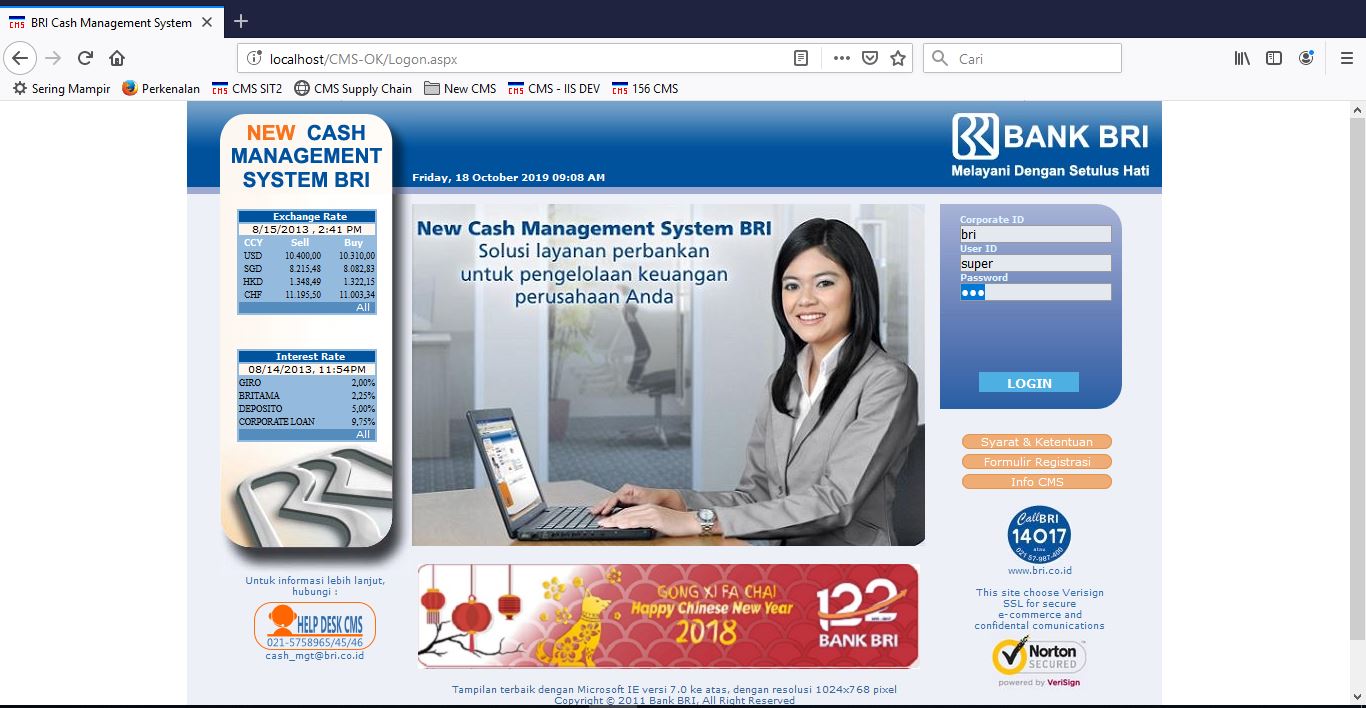 CMS BRI Cash Management System
localhost/CMS-OK/Logon.aspx
Cari
Sering Mampir Perkenalan CMS CMS SIT2 CMS Supply Chain New CMS CMS CMS - IIS DEV CMS 156 CMS
NEW CASH
MANAGEMENT
SYSTEM BRI
Friday, 18 October 2019 09:08 AM
BANK BRI
Melayani Dengan Setulus Hati
Exchange Rate
8/15/2013 , 2:41 PM
CCY Sell Buy
USD 10.400,00 10.310,00
SGD 8.215,48 8.082,83
HKD 1.348,49 1.322,15
CHF 11.195,50 11.003,34
All
Interest Rate
08/14/2013, 11:54PM
GIRO 2,00%
BRITAMA 2,25%
DEPOSITO 5,00%
CORPORATE LOAN 9,75%
All
Untuk informasi lebih lanjut,
hubungi :
HELP DESK CMS
021-5758965/45/46
cash_mgt@bri.co.id
New Cash Management System BRI
Solusi layanan perbankan
untuk pengelolaan keuangan
perusahaan Anda
GONG XI FA CHAI
Happy Chinese New Year
2018
122
BANK BRI
Corporate ID
bri
User ID
super
Password
LOGIN
Syarat & Ketentuan
Formulir Registrasi
Info CMS
CallBRI
14017
atau
021 57-987-400
www.bri.co.id
This site choose Verisign
SSL for secure
e-commerce and
confidental comunications
Norton
SECURED
powered by VeriSign
Tampilan terbaik dengan Microsoft IE versi 7.0 ke atas, dengan resolusi 1024x768 pixel
Copyright © 2011 Bank BRI, All Right Reserved